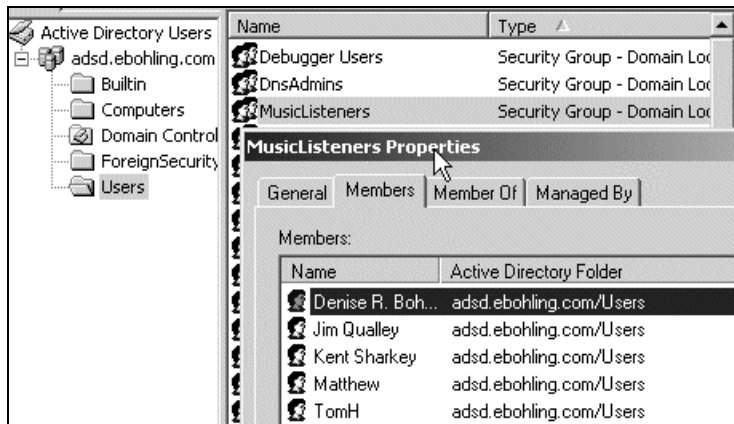 Active Directory Users
adsd.ebohling.com
Builtin
Computers
Domain Control
ForeignSecurity
Users
Name Type
Debugger Users Security Group - Domain Loc
DnsAdmins Security Group - Domain Loc
MusicListeners Security Group - Domain Loc
MusicListeners Properties
General Members Member Of Managed By
Members:
Name Active Directory Folder
Denise R. Boh... adsd.ebohling.com/Users
Jim Qualley adsd.ebohling.com/Users
Kent Sharkey adsd.ebohling.com/Users
Matthew adsd.ebohling.com/Users
TomH adsd.ebohling.com/Users